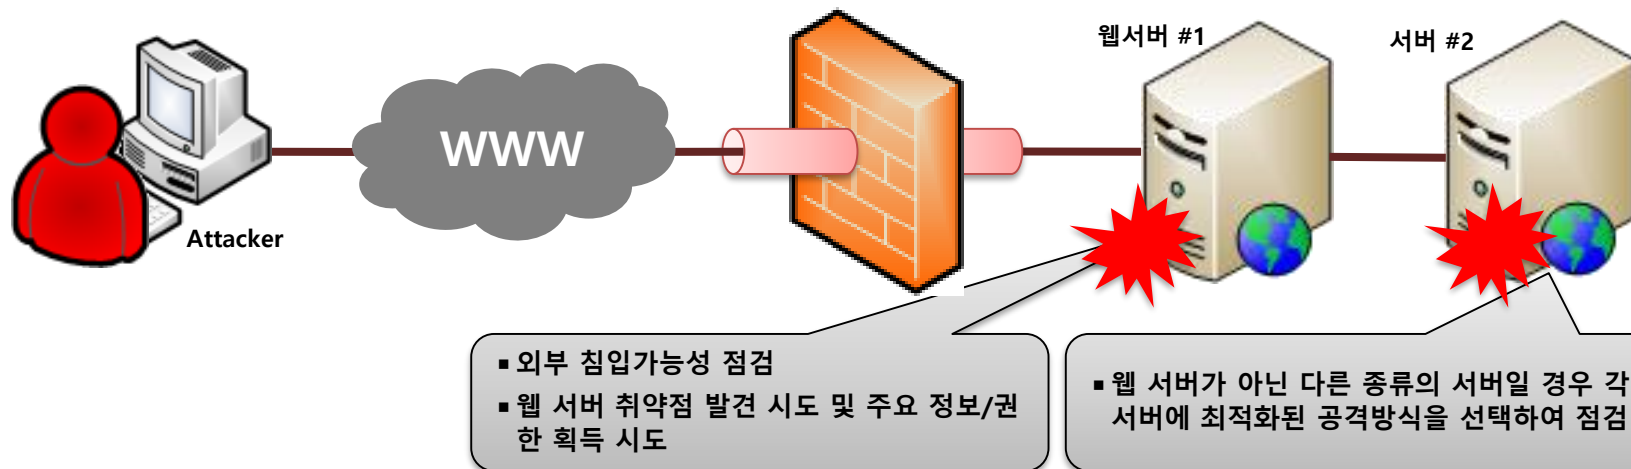 웹서버 #1
서버 #2
WWW
Attacker
▪ 외부 침입가능성 점검
▪ 웹 서버 취약점 발견 시도 및 주요 정보/권
한 획득 시도
▪ 웹 서버가 아닌 다른 종류의 서버일 경우 각
서버에 최적화된 공격방식을 선택하여 점검